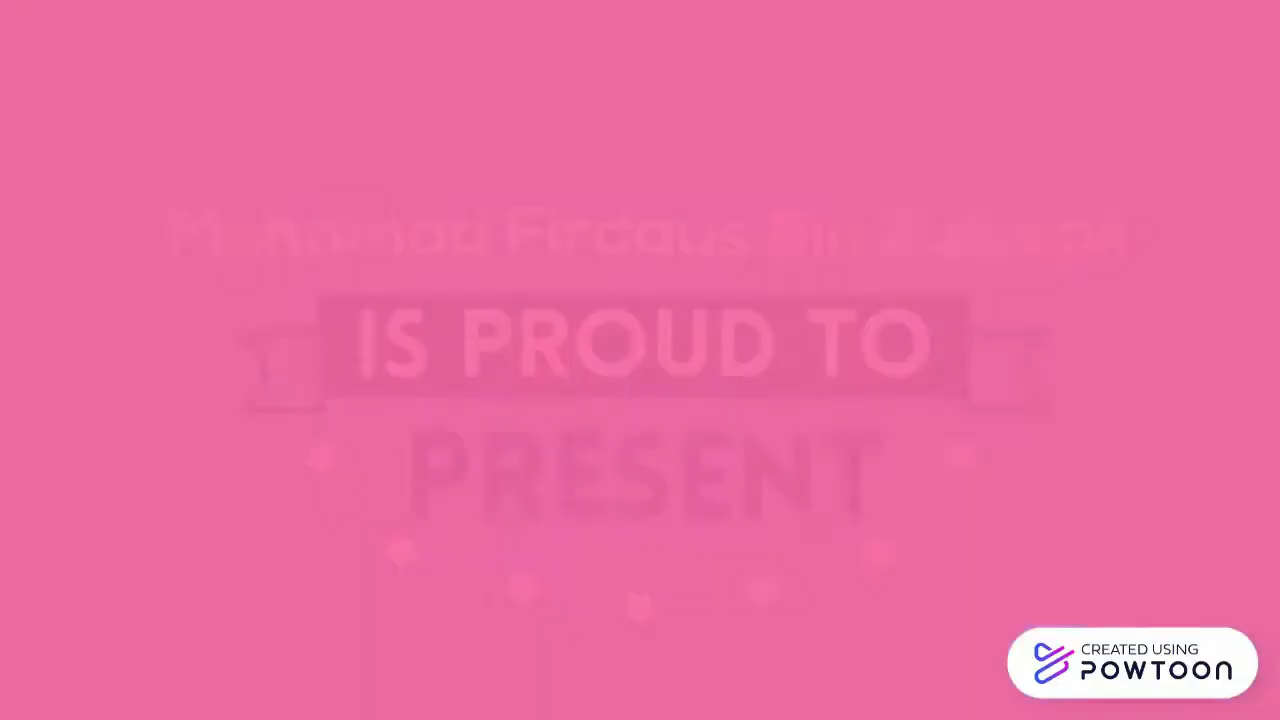 Muhammad Firdaus Bin
IS PROUD TO
PRESENT
CREATED USING
POWTOON